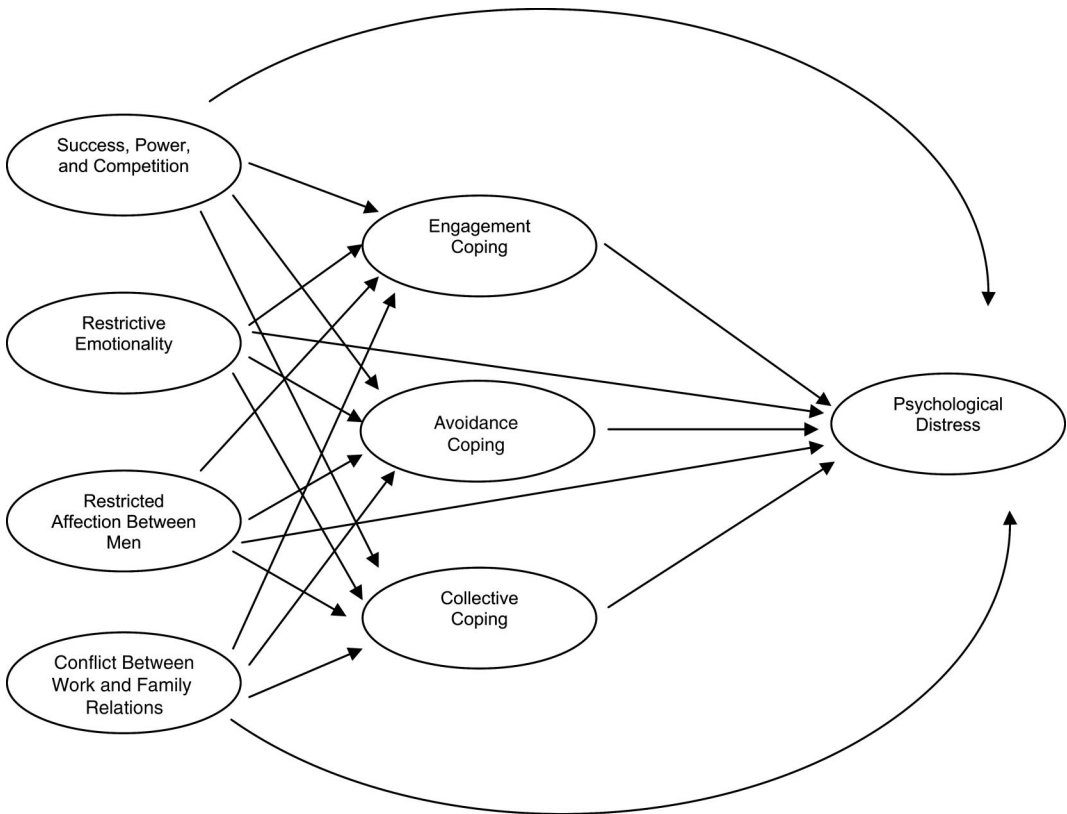 Success, Power,
and Competition
Restrictive
Emotionality
Restricted
Affection Between
Men
Conflict Between
Work and Family
Relations
Engagement
Coping
Avoidance
Coping
Collective
Coping
Psychological
Distress